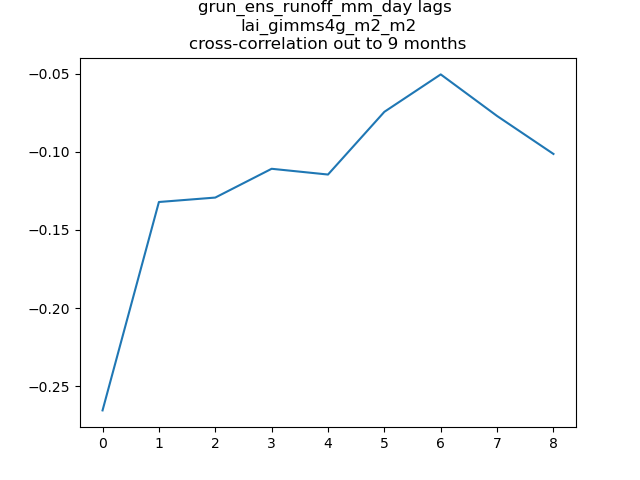 grun_ens_runoff_mm_day lags
lai_gimms4g_m2_m2
cross-correlation out to 9 months
−0.05
−0.10
−0.15
−0.20
−0.25
0 1 2 3 4 5 6 7 8